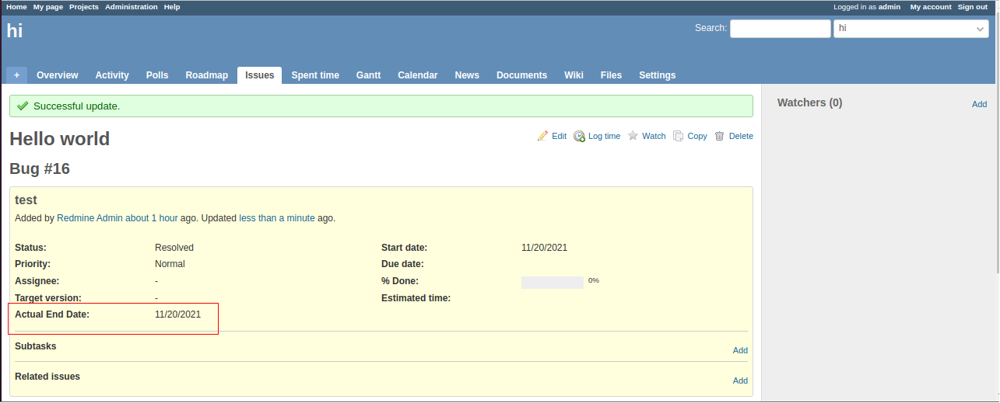 Home My page Projects Administration Help Logged in as admin My account Sign out
hi Search: hi
+ Overview Activity Polls Roadmap Issues Spent time Gantt Calendar News Documents Wiki Files Settings
Successful update.
Watchers (0) Add
Hello world Edit Log time Watch Copy Delete
Bug #16
test
Added by Redmine Admin about 1 hour ago. Updated less than a minute ago.
Status: Resolved Start date: 11/20/2021
Priority: Normal Due date:
Assignee: - % Done: 0%
Target version: - Estimated time:
Actual End Date: 11/20/2021
Subtasks Add
Related issues Add